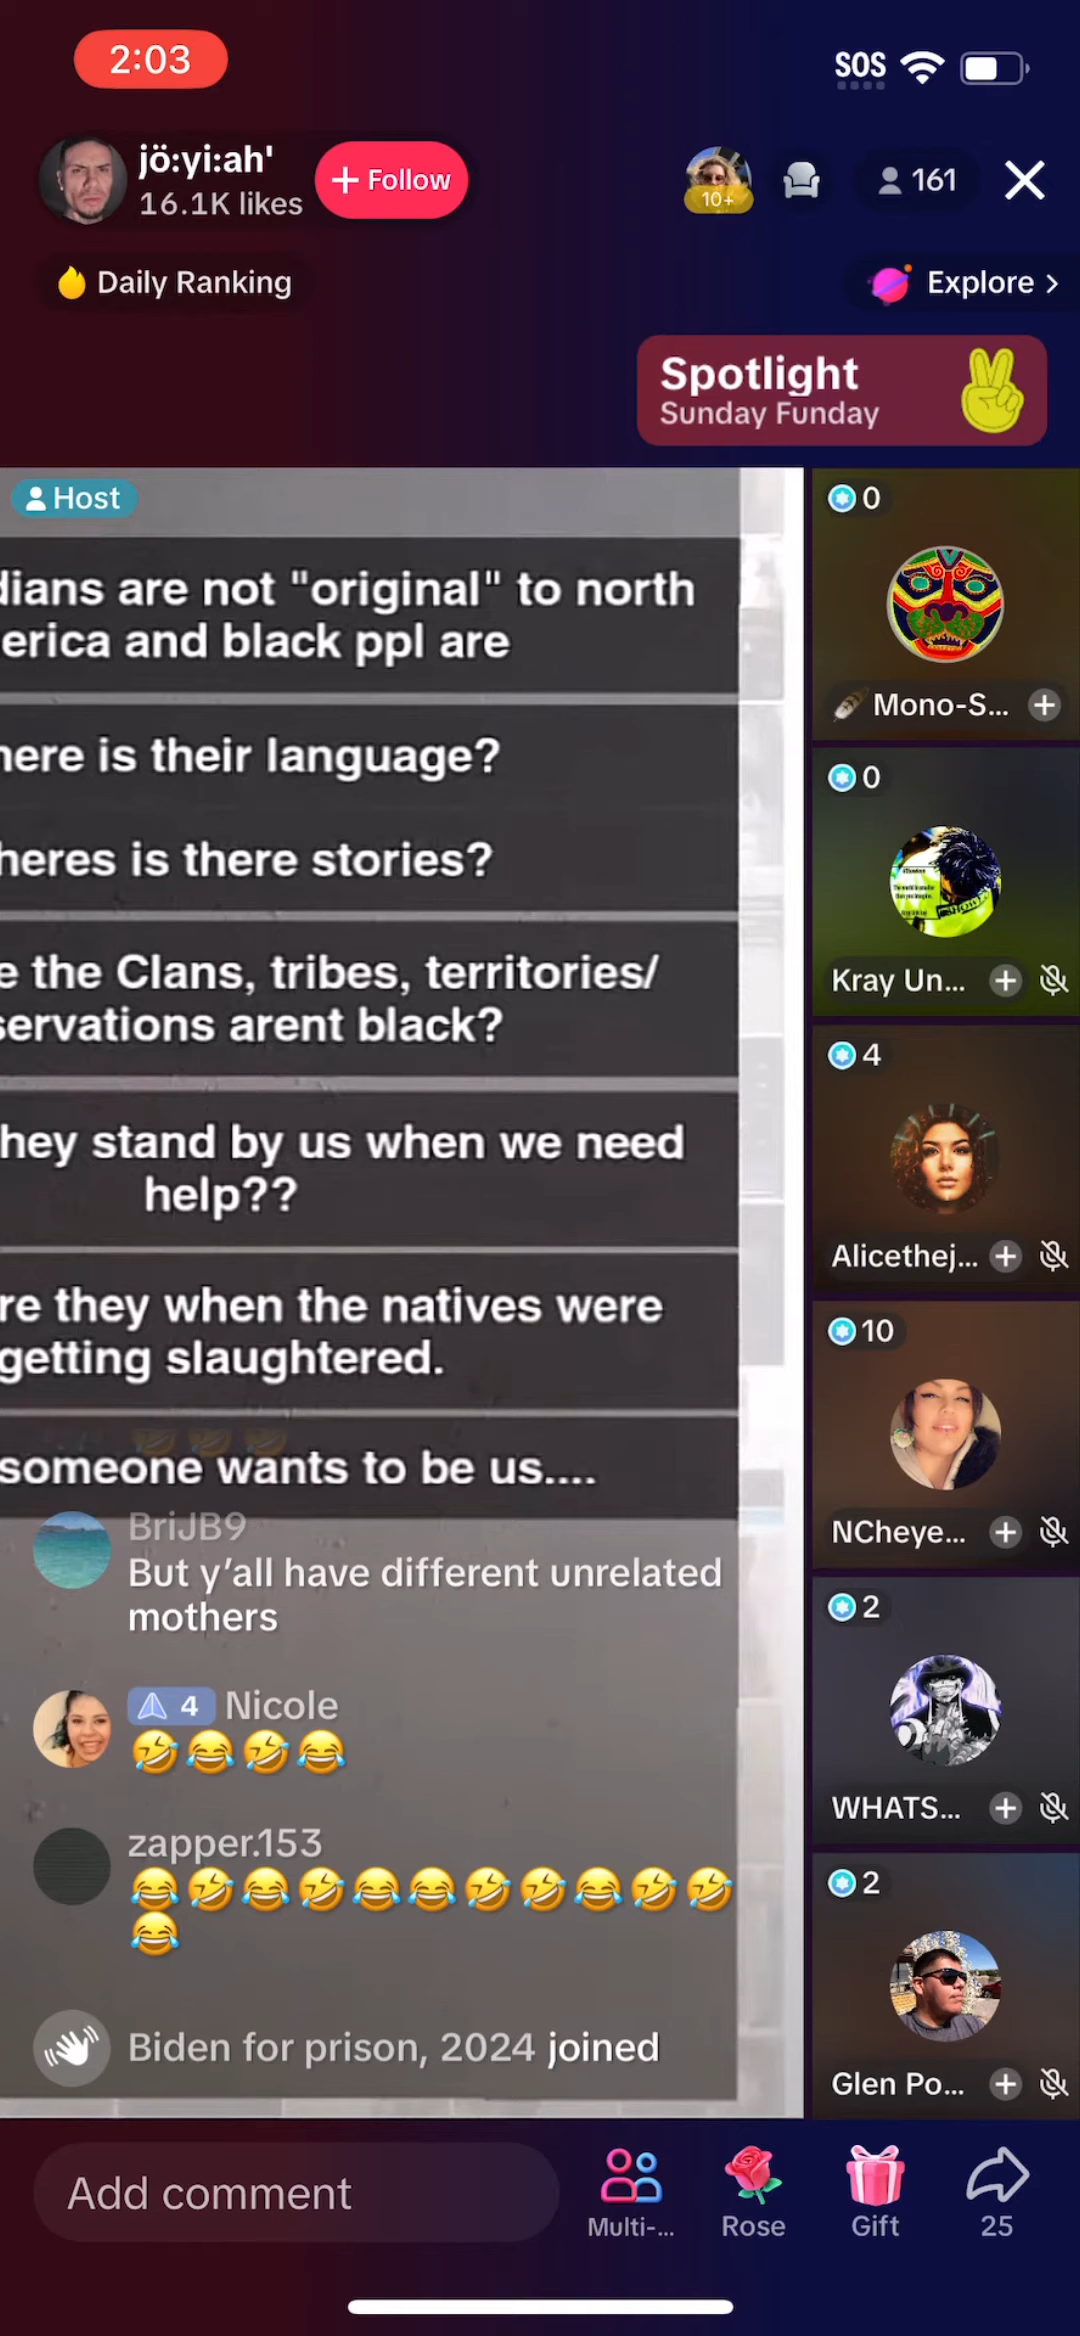 2:03
SOS
jö:yi:ah'
16.1K likes
+ Follow
10+
161
Daily Ranking
Explore >
Spotlight
Sunday Funday
Host
dians are not "original" to north
erica and black ppl are
here is their language?
heres is there stories?
e the Clans, tribes, territories/
servations arent black?
hey stand by us when we need
help??
re they when the natives were
getting slaughtered.
someone wants to be us....
BriJB9
But y'all have different unrelated
mothers
4 Nicole
🤣😂🤣😂
zapper.153
😂🤣😂🤣😂😂🤣🤣😂🤣🤣
😂
Biden for prison, 2024 joined
0
Mono-S...
0
Kray Un...
4
Alicethej...
10
NCheye...
2
WHATS...
2
Glen Po...
Add comment
Multi-...
Rose
Gift
25